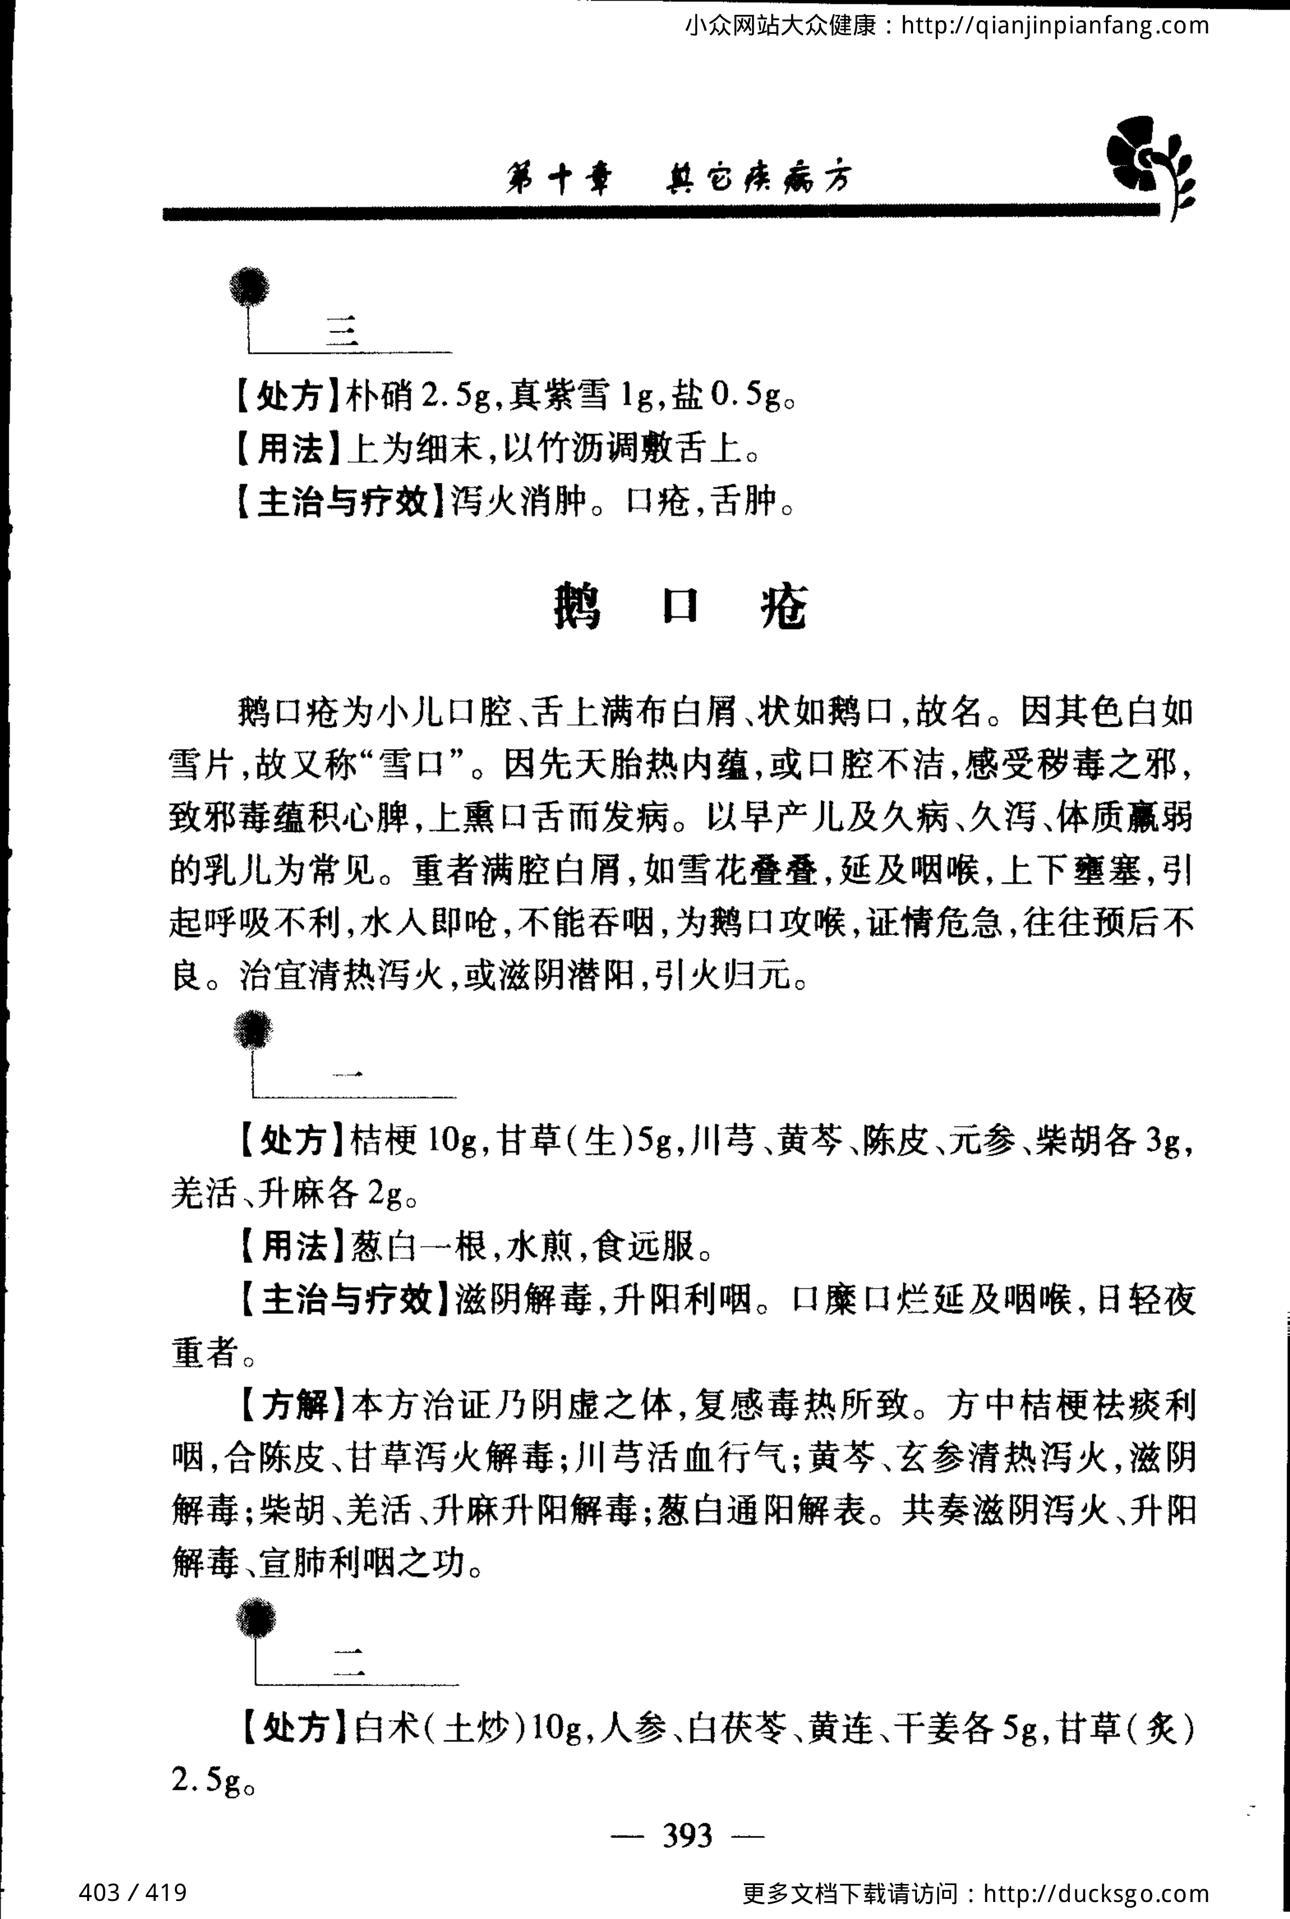 小众网站大众健康：http://qianjinpianfang.com
第十章 其它疾病方
三
【处方】朴硝2.5g,真紫雪1g,盐0.5g。
【用法】上为细末,以竹沥调敷舌上。
【主治与疗效】泻火消肿。口疮,舌肿。
鹅口疮
鹅口疮为小儿口腔、舌上满布白屑、状如鹅口,故名。因其色白如
雪片,故又称“雪口”。因先天胎热内蕴,或口腔不洁,感受秽毒之邪,
致邪毒蕴积心脾,上熏口舌而发病。以早产儿及久病、久泻、体质羸弱
的乳儿为常见。重者满腔白屑,如雪花叠叠,延及咽喉,上下壅塞,引
起呼吸不利,水入即呛,不能吞咽,为鹅口攻喉,证情危急,往往预后不
良。治宜清热泻火,或滋阴潜阳,引火归元。
一
【处方】桔梗10g,甘草(生)5g,川芎、黄芩、陈皮、元参、柴胡各3g,
羌活、升麻各2g。
【用法】葱白一根,水煎,食远服。
【主治与疗效】滋阴解毒,升阳利咽。口糜口烂延及咽喉,日轻夜
重者。
【方解】本方治证乃阴虚之体,复感毒热所致。方中桔梗祛痰利
咽,合陈皮、甘草泻火解毒;川芎活血行气;黄芩、玄参清热泻火,滋阴
解毒;柴胡、羌活、升麻升阳解毒;葱白通阳解表。共奏滋阴泻火、升阳
解毒、宣肺利咽之功。
二
【处方】白术(土炒)10g,人参、白茯苓、黄连、干姜各5g,甘草(炙)
2.5g。
— 393 —
403 / 419
更多文档下载请访问：http://ducksgo.com